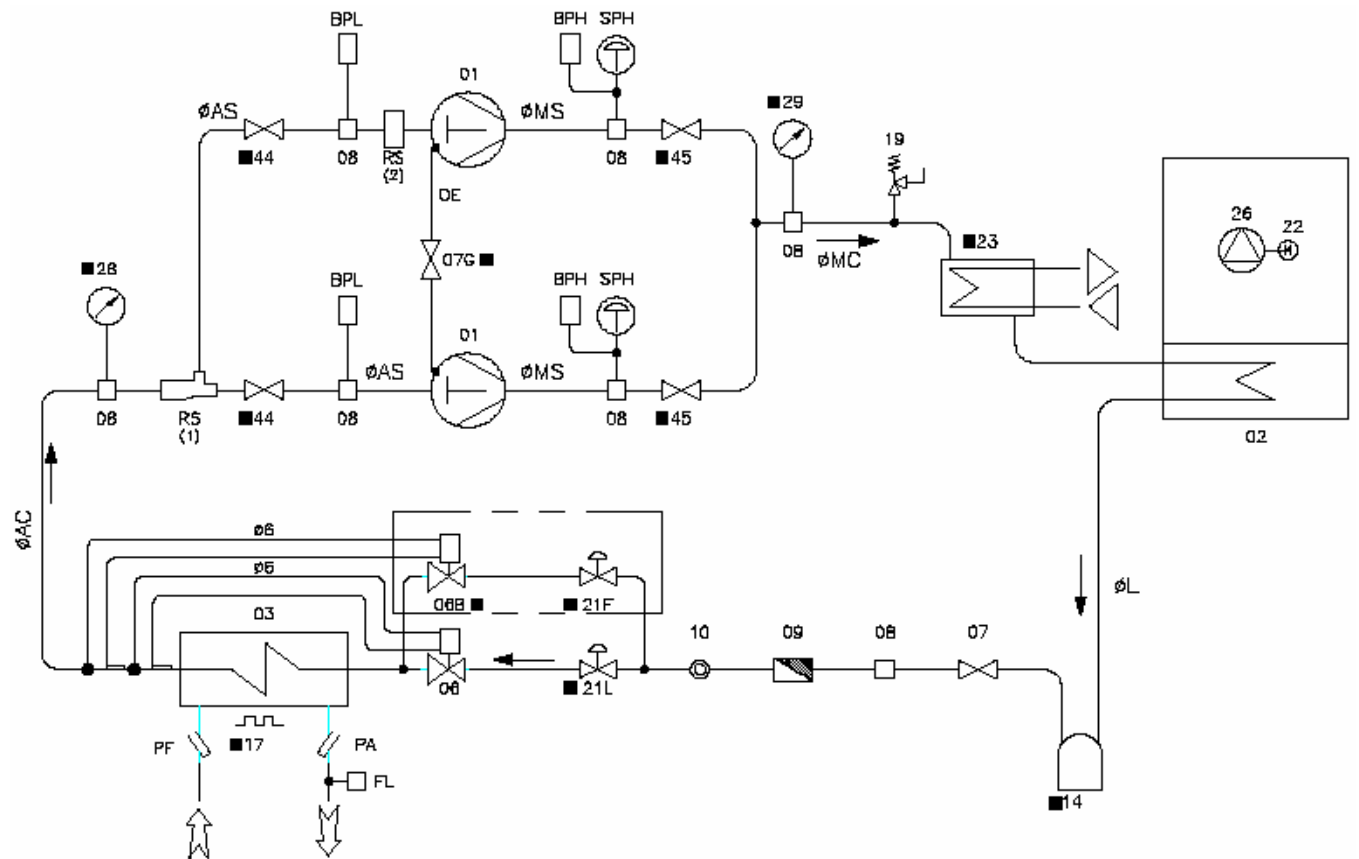 BPL
BPH SPH
01
ØAS
ØMS
■29
19
■44
08
RS
(2)
08
■45
26
22
DE
08
ØMC
■23
07G ■
■28
BPL
BPH SPH
01
ØAS
ØMS
08
RS
(1)
■44
08
08
■45
02
ØAC
ø6
ø6
06B ■
■21F
ØL
03
10
09
08
07
06
■21L
PF
■17
PA
FL
■14